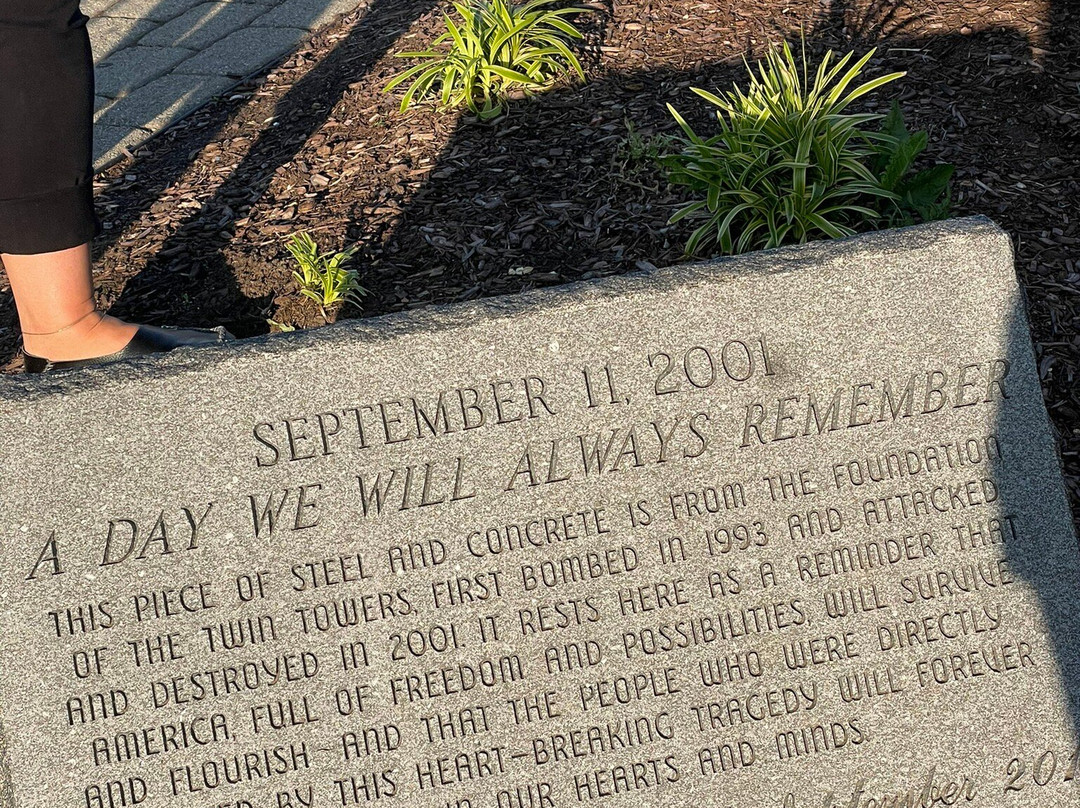 SEPTEMBER 11, 2001
A DAY WE WILL ALWAYS REMEMBER
THIS PIECE OF STEEL AND CONCRETE IS FROM THE FOUNDATION
OF THE TWIN TOWERS, FIRST BOMBED IN 1993 AND ATTACKED
AND DESTROYED IN 2001. IT RESTS HERE AS A REMINDER THAT
AMERICA, FULL OF FREEDOM AND POSSIBILITIES, WILL SURVIVE
AND FLOURISH - AND THAT THE PEOPLE WHO WERE DIRECTLY
BY THIS HEART-BREAKING TRAGEDY WILL FOREVER
IN OUR HEARTS AND MINDS.